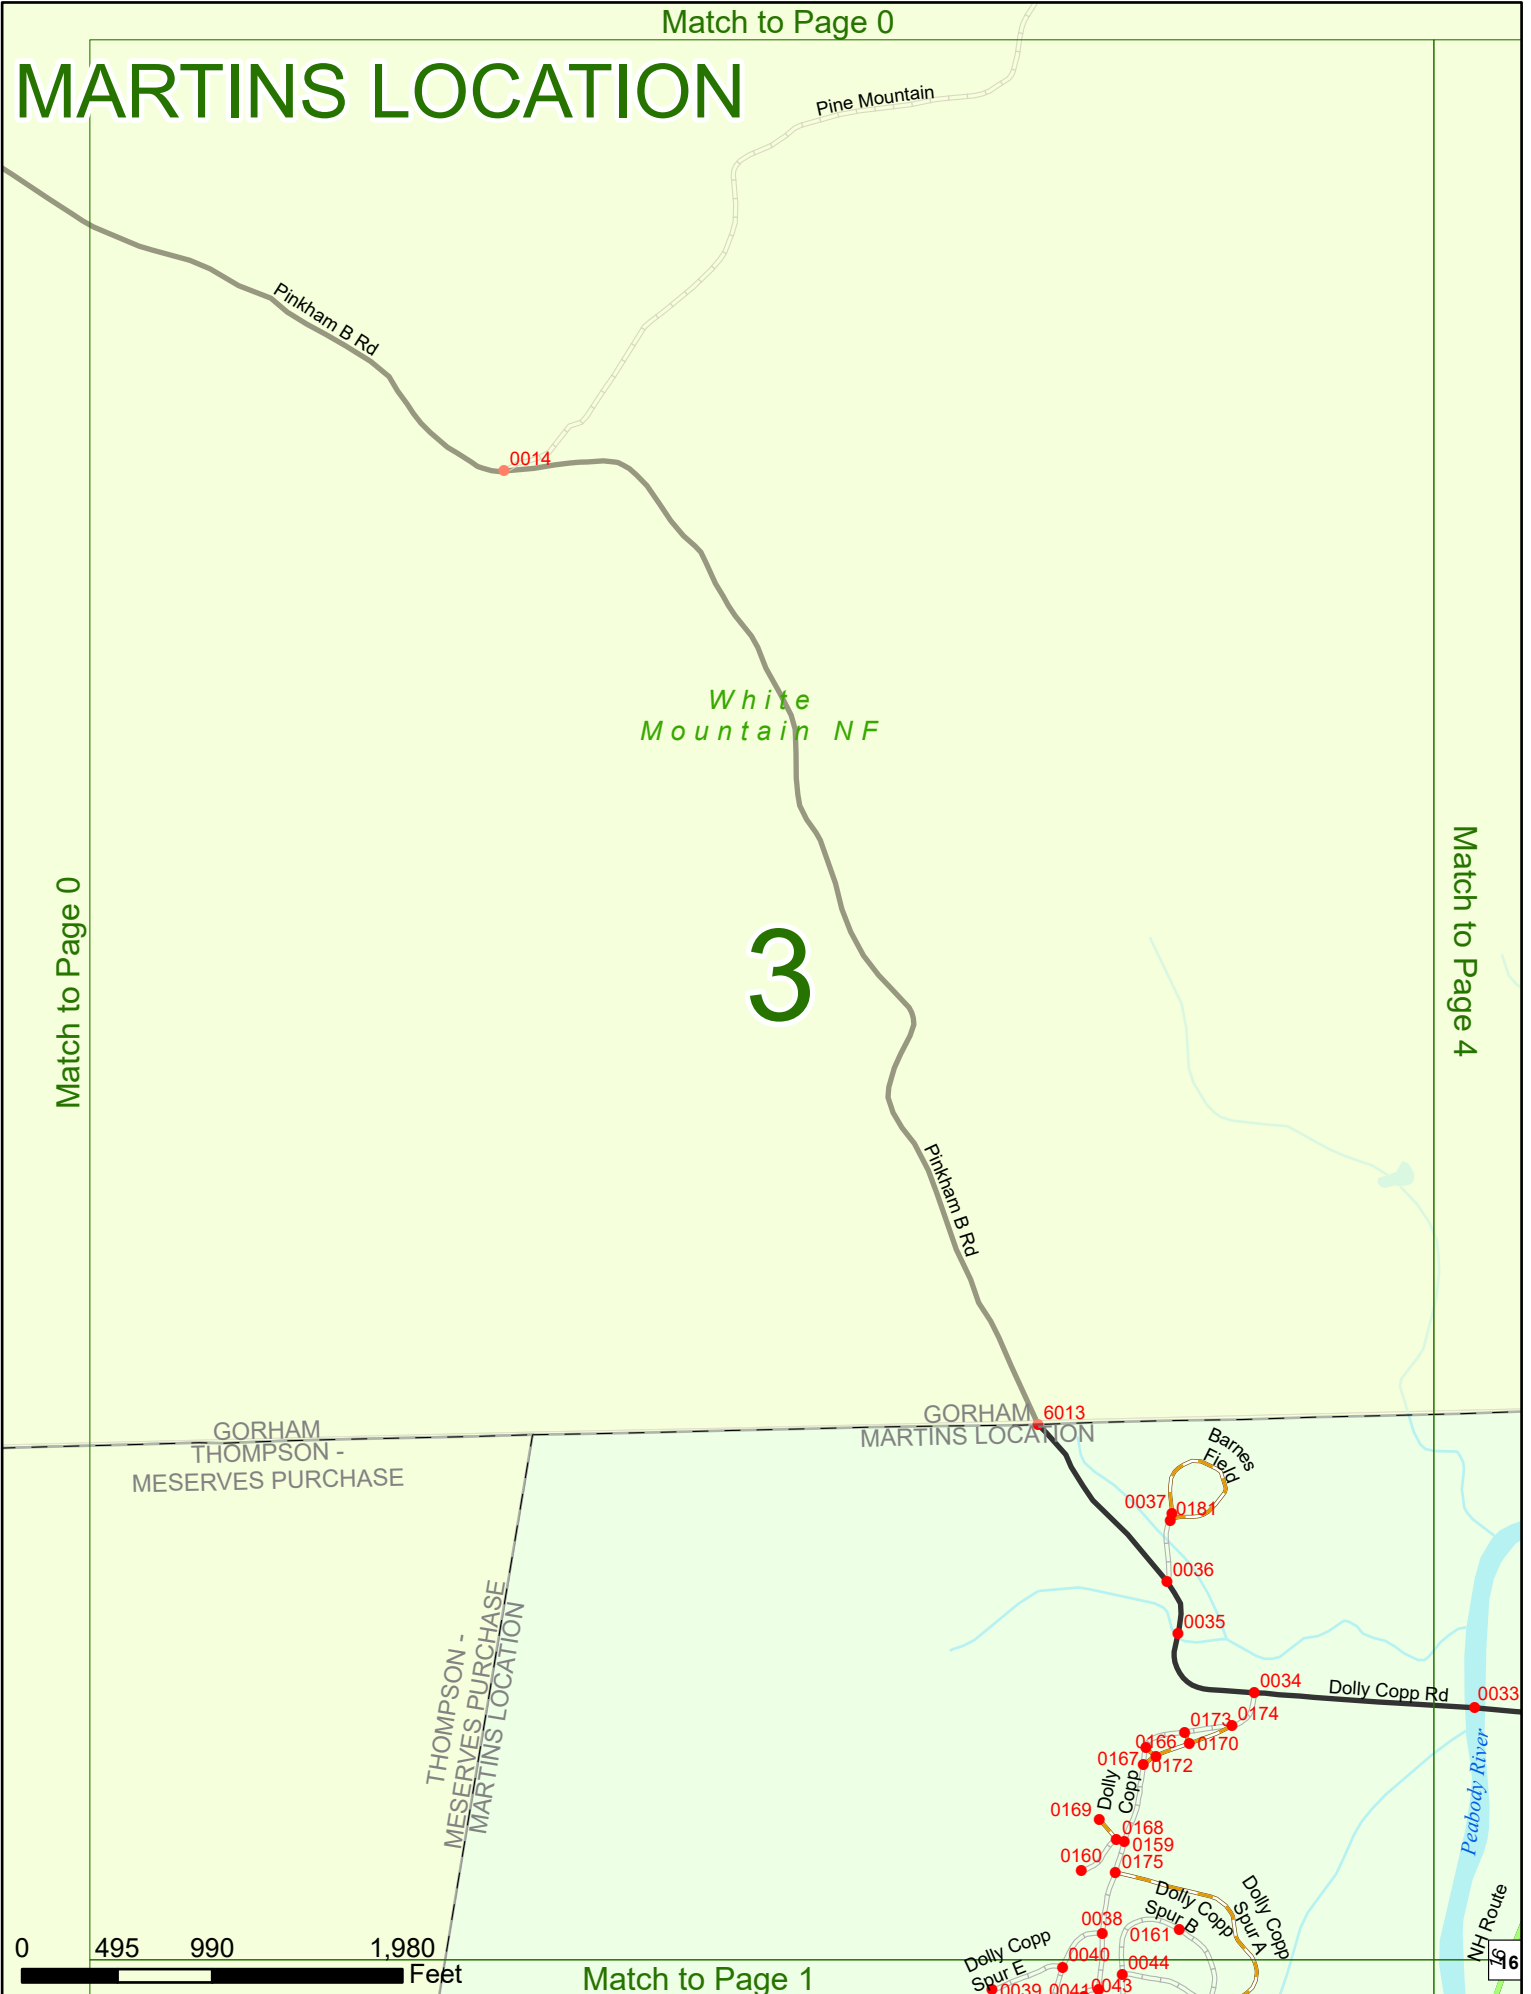 Match to Page 0
MARTINS LOCATION
Pine Mountain
Pinkham B Rd
0014
White
Mountain NF
Match to Page 0
3
Match to Page 4
Pinkham B Rd
GORHAM
6013
MARTINS LOCATION
GORHAM
THOMPSON -
MESERVES PURCHASE
Barnes
Field
0037
0181
0036
0035
THOMPSON -
MESERVES PURCHASE
MARTINS LOCATION
0034
Dolly Copp Rd
0033
0174
0173
0170
0166
0167
0172
Dolly
Copp
Peabody River
0169
0168
0159
0160
0175
Dolly Copp
Spur B
Dolly Copp
Spur A
0161
0038
NH Route
16
16
Dolly Copp
Spur E
0040
0044
0039
0041
0043
0 495 990 1,980
Feet
Match to Page 1